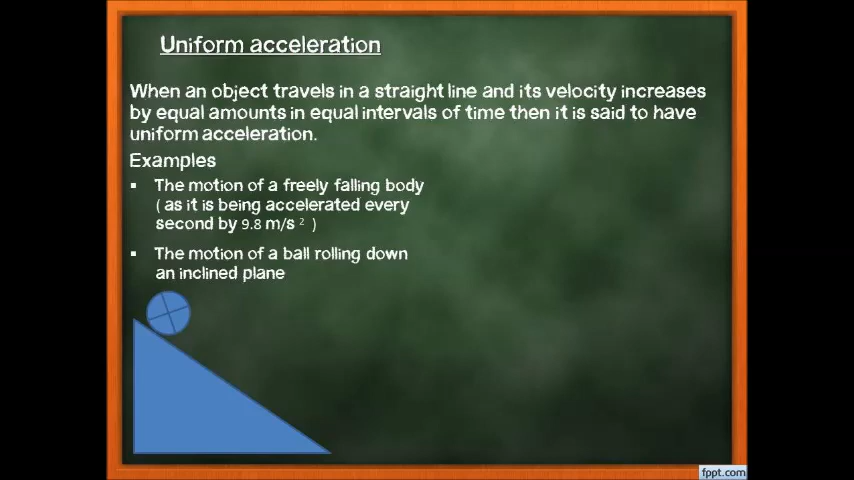 Uniform acceleration
When an object travels in a straight line and its velocity increases
by equal amounts in equal intervals of time then it is said to have
uniform acceleration.
Examples
▪ The motion of a freely falling body
( as it is being accelerated every
second by 9.8 m/s ² )
▪ The motion of a ball rolling down
an inclined plane
fppt.com